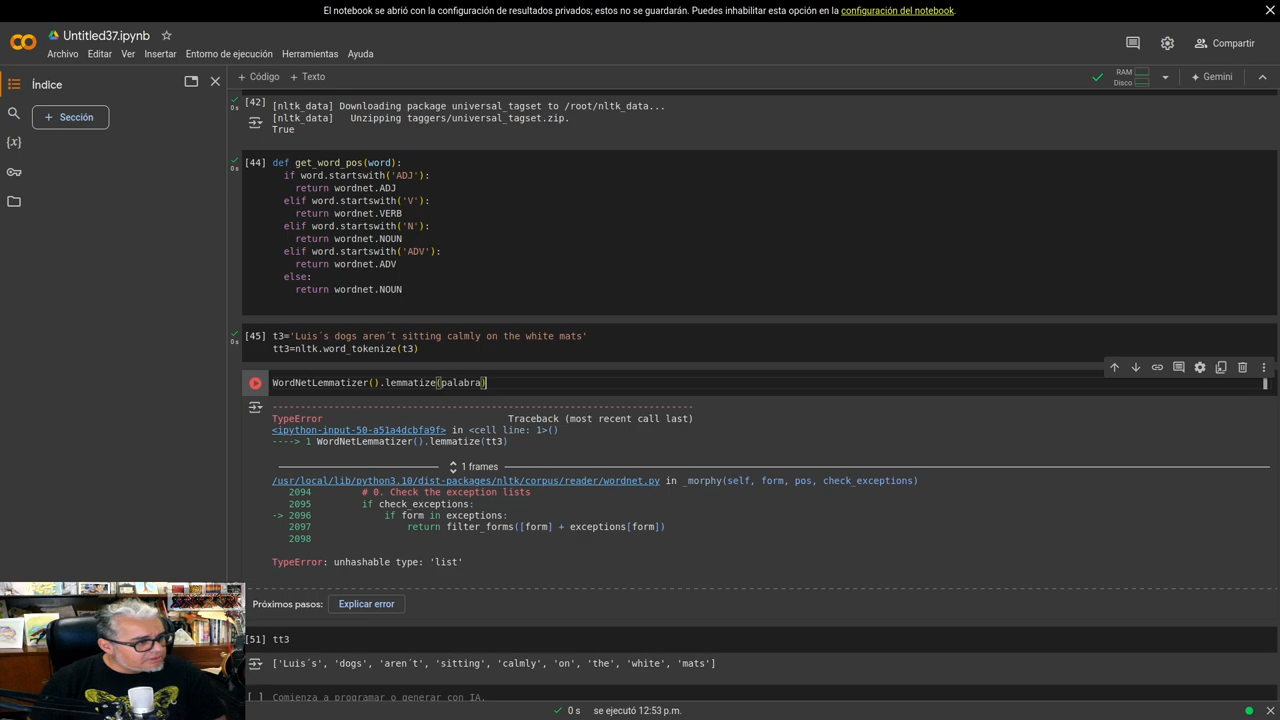 El notebook se abrió con la configuración de resultados privados; estos no se guardarán. Puedes inhabilitar esta opción en la configuración del notebook.
Untitled37.ipynb
Archivo Editar Ver Insertar Entorno de ejecución Herramientas Ayuda
Compartir
Índice
+ Sección
+ Código + Texto
RAM
Disco
Gemini
[42]
0 s
[nltk_data] Downloading package universal_tagset to /root/nltk_data...
[nltk_data]   Unzipping taggers/universal_tagset.zip.
True
[44] def get_word_pos(word):
0 s
if word.startswith('ADJ'):
return wordnet.ADJ
elif word.startswith('V'):
return wordnet.VERB
elif word.startswith('N'):
return wordnet.NOUN
elif word.startswith('ADV'):
return wordnet.ADV
else:
return wordnet.NOUN
[45] t3='Luis´s dogs aren´t sitting calmly on the white mats'
0 s
tt3=nltk.word_tokenize(t3)
WordNetLemmatizer().lemmatize(palabra)
---------------------------------------------------------------------------
TypeError                                 Traceback (most recent call last)
<ipython-input-50-a51a4dcbfa9f> in <cell line: 1>()
----> 1 WordNetLemmatizer().lemmatize(tt3)
1 frames
/usr/local/lib/python3.10/dist-packages/nltk/corpus/reader/wordnet.py in _morphy(self, form, pos, check_exceptions)
2094         # 0. Check the exception lists
2095         if check_exceptions:
-> 2096             if form in exceptions:
2097                 return filter_forms([form] + exceptions[form])
2098
TypeError: unhashable type: 'list'
Próximos pasos: Explicar error
[51] tt3
['Luis´s', 'dogs', 'aren´t', 'sitting', 'calmly', 'on', 'the', 'white', 'mats']
[ ] Comienza a programar o generar con IA.
0 s se ejecutó 12:53 p.m.